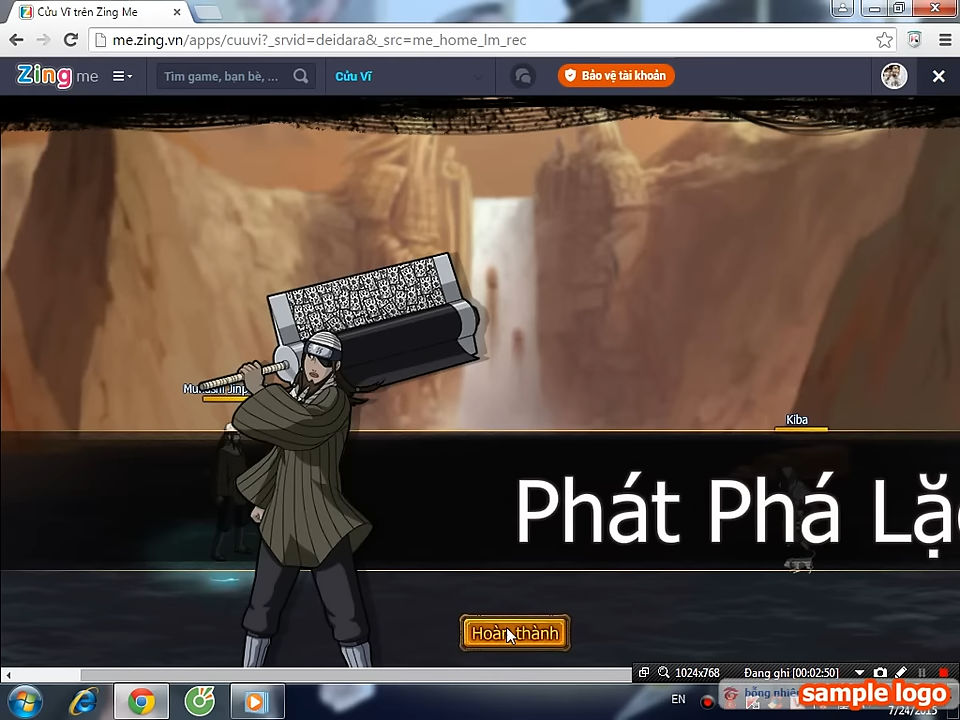 Cửu Vĩ trên Zing Me
me.zing.vn/apps/cuuvi?_srvid=deidara&_src=me_home_lm_rec
Zing me
Tìm game, bạn bè, ...
Cửu Vĩ
Bảo vệ tài khoản
Kiba
Phát Phá
Hoàn thành
1024x768
Đang ghi [00:02:50]
EN
bỗng
sample logo
7/24/2015